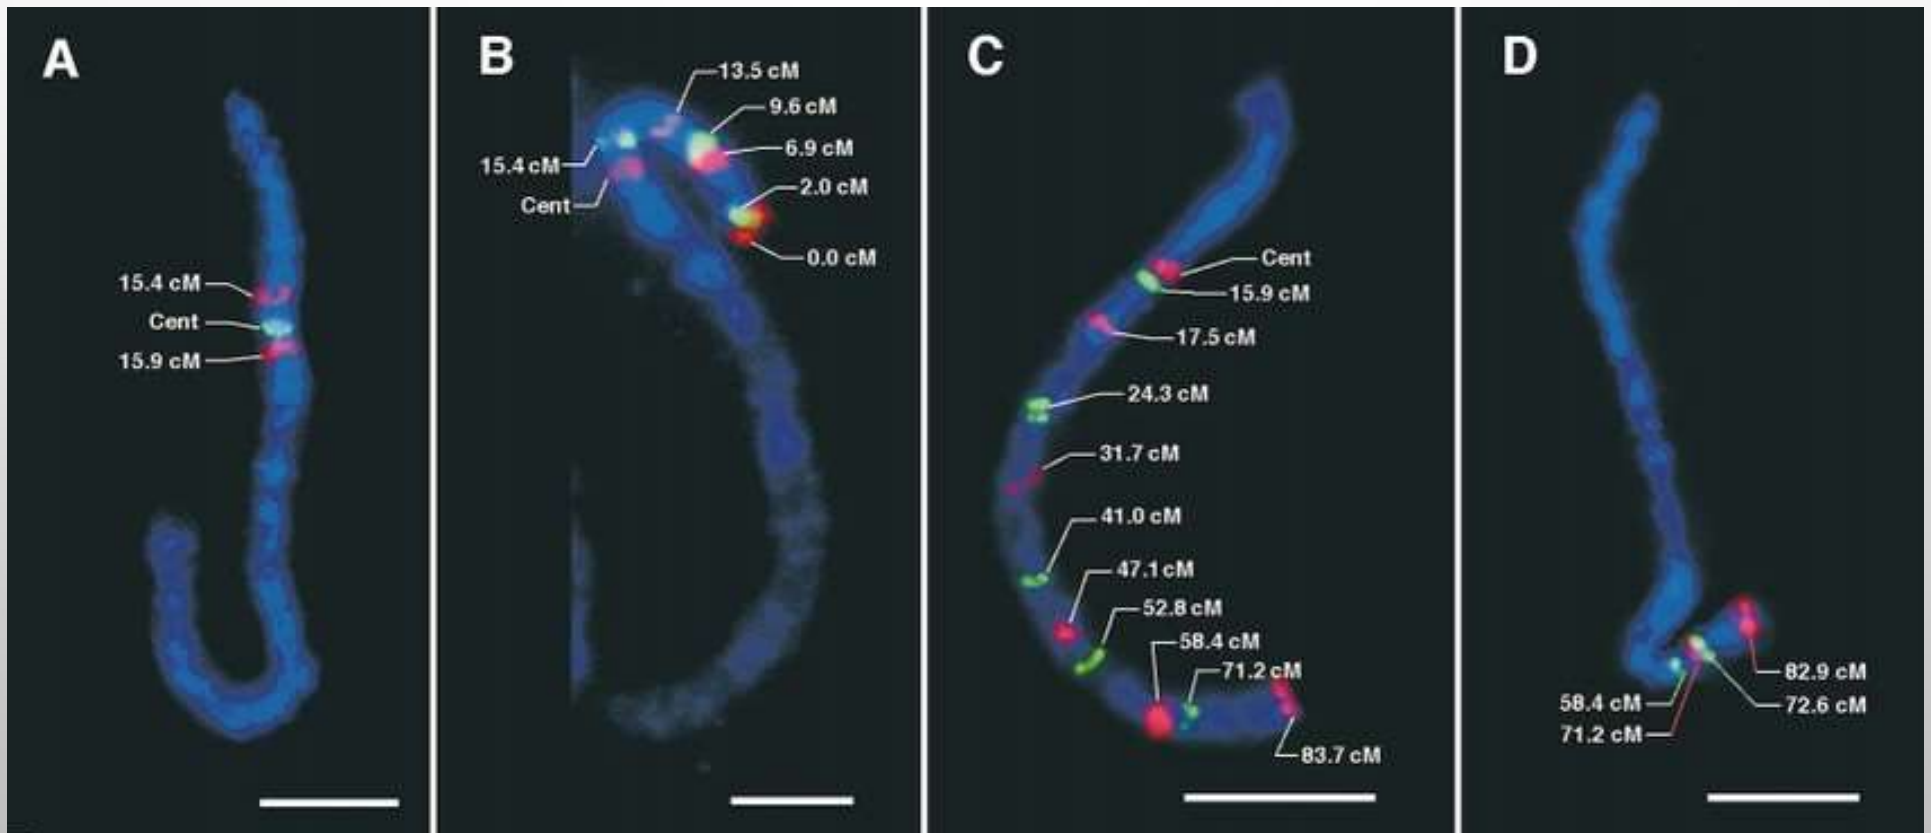 A
15.4 cM
Cent
15.9 cM
B
13.5 cM
9.6 cM
6.9 cM
15.4 cM
2.0 cM
Cent
0.0 cM
C
Cent
15.9 cM
17.5 cM
24.3 cM
31.7 cM
41.0 cM
47.1 cM
52.8 cM
58.4 cM
71.2 cM
83.7 cM
D
82.9 cM
58.4 cM
72.6 cM
71.2 cM